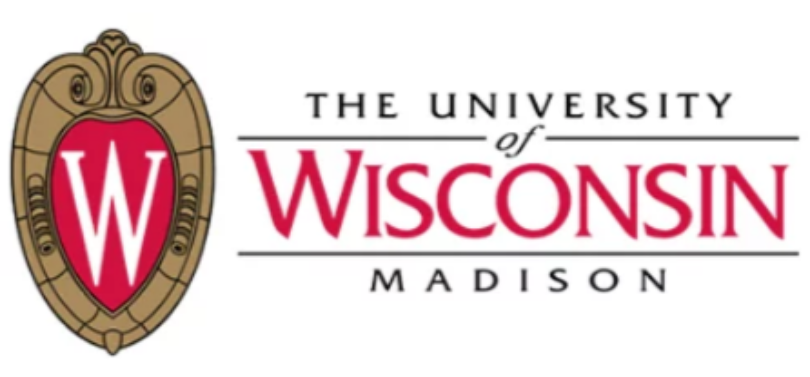 W
THE UNIVERSITY
of
WISCONSIN
MADISON